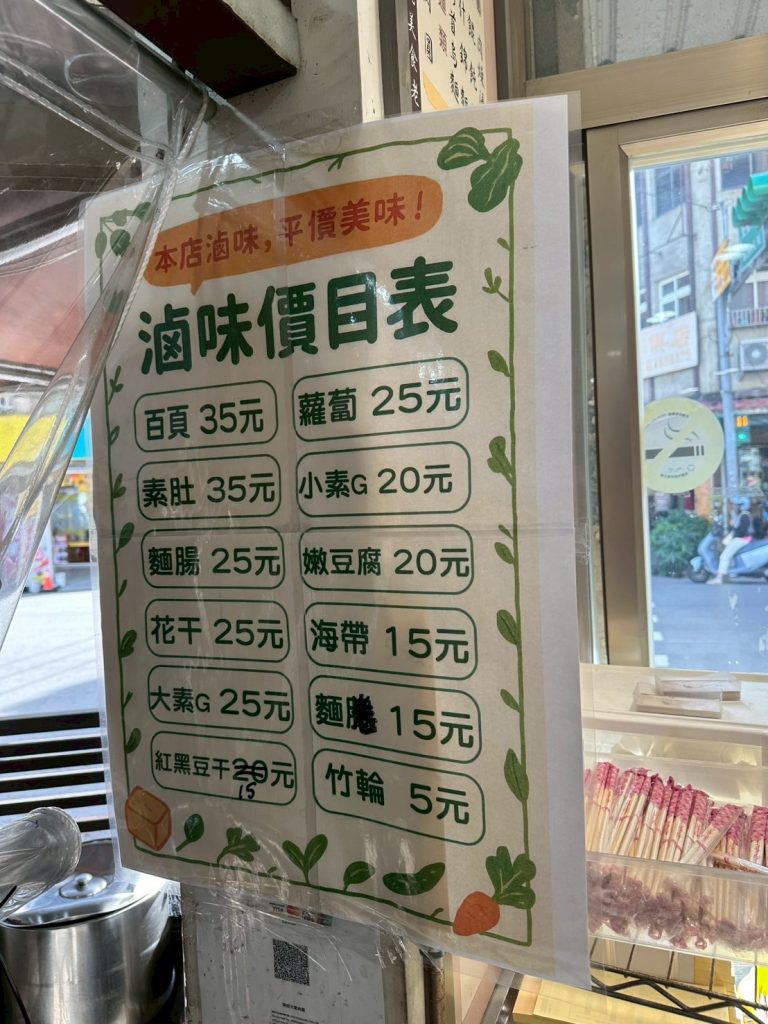 美食老
本店滷味，平價美味！
滷味價目表
百頁 35元
蘿蔔 25元
素肚 35元
小素G 20元
麵腸 25元
嫩豆腐 20元
花干 25元
海帶 15元
大素G 25元
麵 15元
紅黑豆干20元
15
竹輪 5元